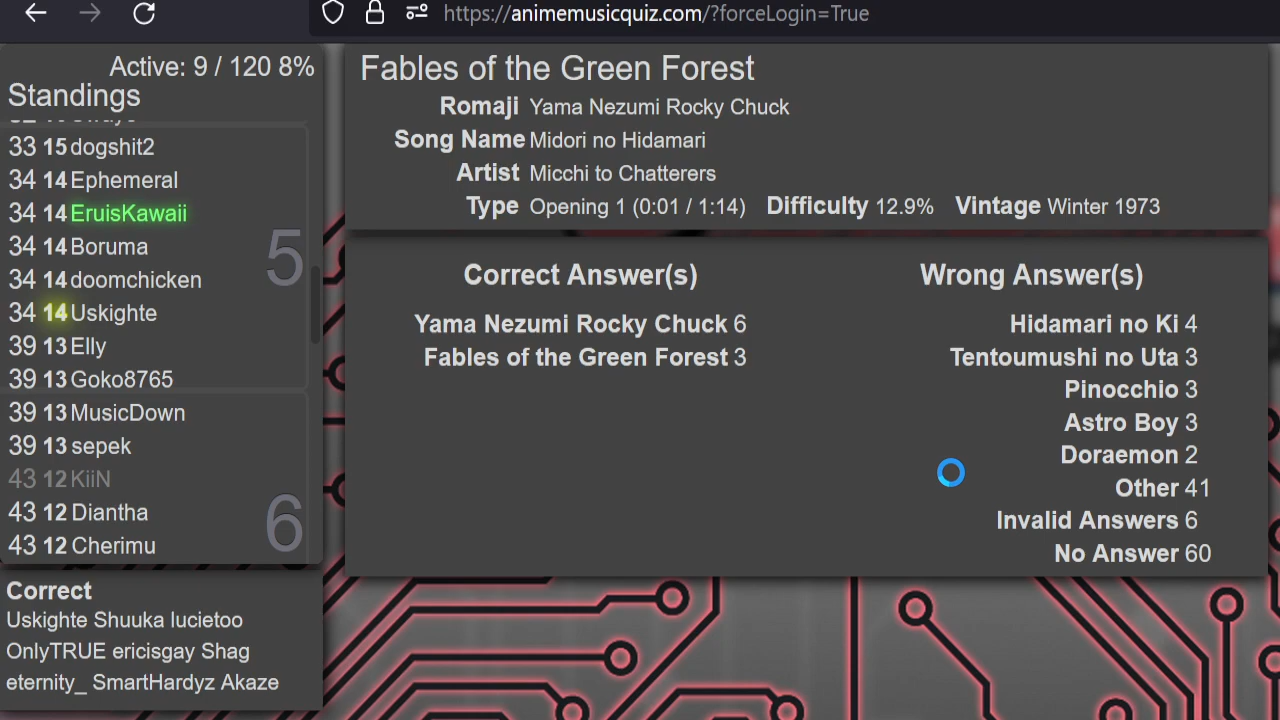 https://animemusicquiz.com/?forceLogin=True
Active: 9 / 120 8%
Standings
33 15 dogshit2
34 14 Ephemeral
34 14 EruisKawaii
34 14 Boruma
5
34 14 doomchicken
34 14 Uskighte
39 13 Elly
39 13 Goko8765
39 13 MusicDown
39 13 sepek
43 12 KiiN
43 12 Diantha
6
43 12 Cherimu
Correct
Uskighte Shuuka lucietoo
OnlyTRUE ericisgay Shag
eternity_ SmartHardyz Akaze
Fables of the Green Forest
Romaji Yama Nezumi Rocky Chuck
Song Name Midori no Hidamari
Artist Micchi to Chatterers
Type Opening 1 (0:01 / 1:14) Difficulty 12.9% Vintage Winter 1973
Correct Answer(s)
Yama Nezumi Rocky Chuck 6
Fables of the Green Forest 3
Wrong Answer(s)
Hidamari no Ki 4
Tentoumushi no Uta 3
Pinocchio 3
Astro Boy 3
Doraemon 2
Other 41
Invalid Answers 6
No Answer 60